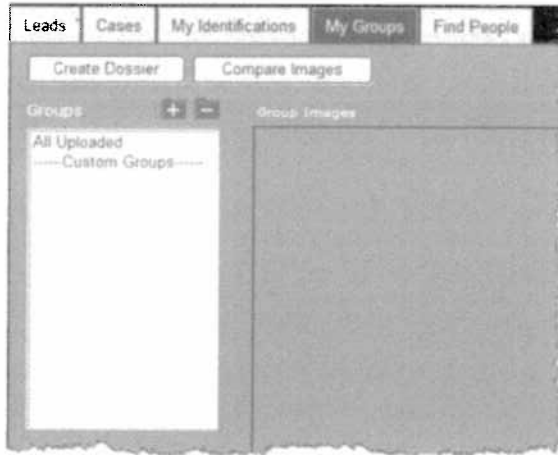 Leads Cases My Identifications My Groups Find People
Create Dossier Compare Images
Groups + - Group Images
All Uploaded
-----Custom Groups-----